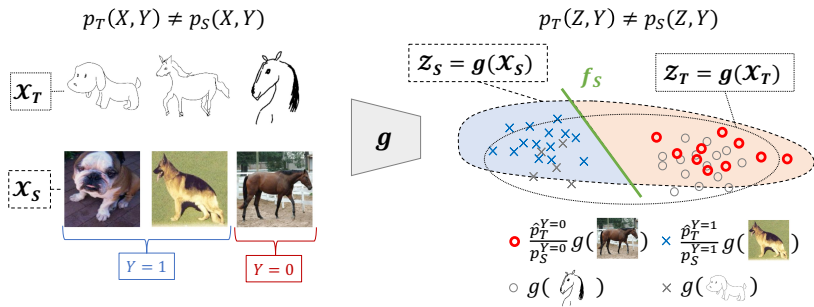 p_T(X, Y) ≠ p_S(X, Y)
p_T(Z, Y) ≠ p_S(Z, Y)
𝒳_T
𝒳_S
Y = 1
Y = 0
g
𝒵_S = g(𝒳_S)
f_S
𝒵_T = g(𝒳_T)
p̂_T^{Y=0} / p_S^{Y=0} g( )
p̂_T^{Y=1} / p_S^{Y=1} g( )
g( )
g( )